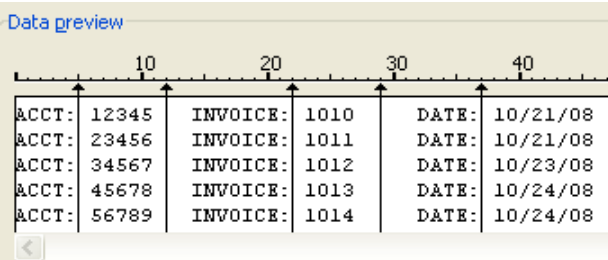 Data preview
10 20 30 40
ACCT: 12345 INVOICE: 1010 DATE: 10/21/08
ACCT: 23456 INVOICE: 1011 DATE: 10/21/08
ACCT: 34567 INVOICE: 1012 DATE: 10/23/08
ACCT: 45678 INVOICE: 1013 DATE: 10/24/08
ACCT: 56789 INVOICE: 1014 DATE: 10/24/08